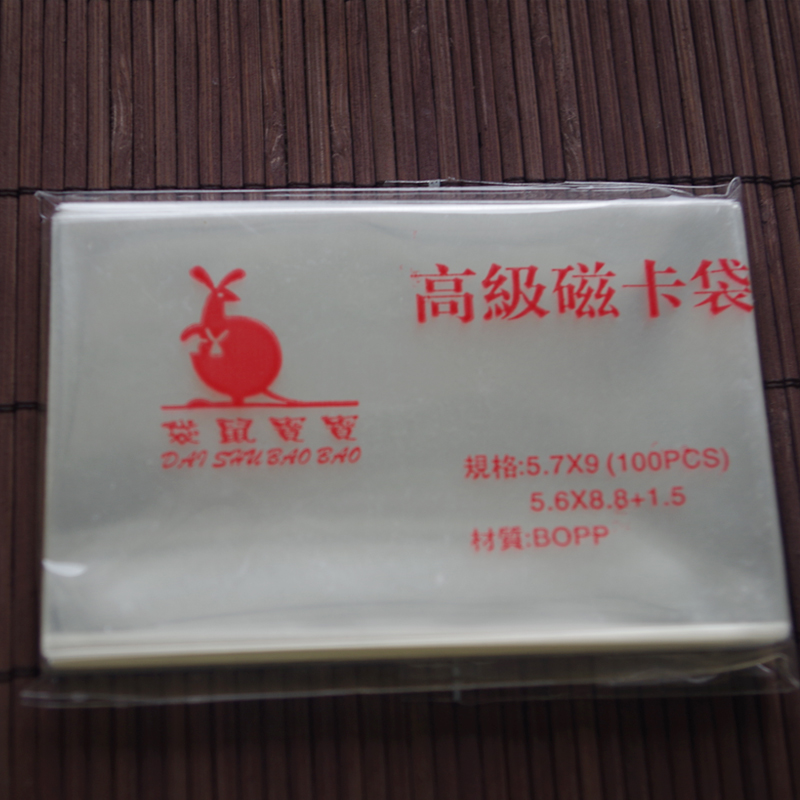 高級磁卡袋
袋鼠寶寶
DAI SHU BAO BAO
規格:5.7X9 (100PCS)
5.6X8.8+1.5
材質:BOPP